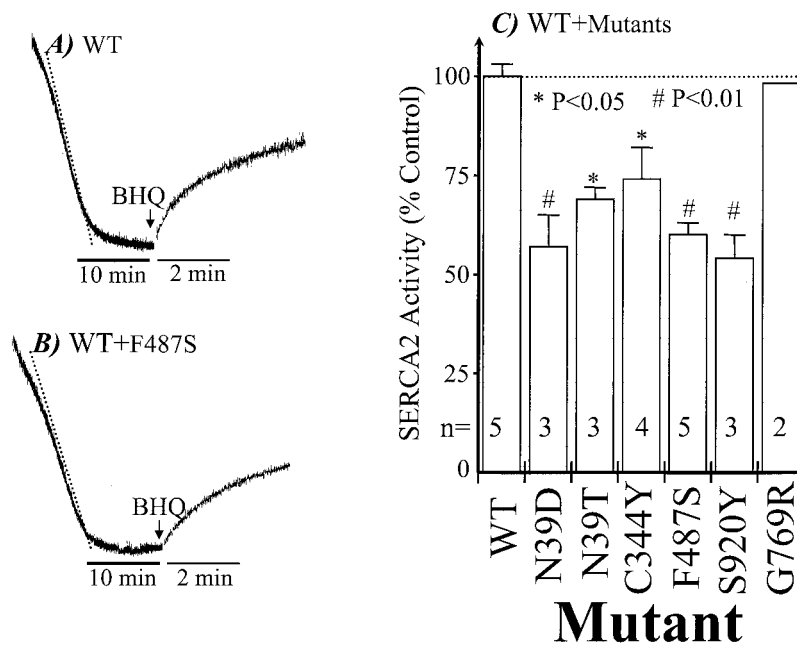 A) WT
BHQ
10 min 2 min
B) WT+F487S
BHQ
10 min 2 min
C) WT+Mutants
* P<0.05 # P<0.01
SERCA2 Activity (% Control)
100
75
50
25
0
# * * # #
n= 5 3 3 4 5 3 2
WT N39D N39T C344Y F487S S920Y G769R
Mutant